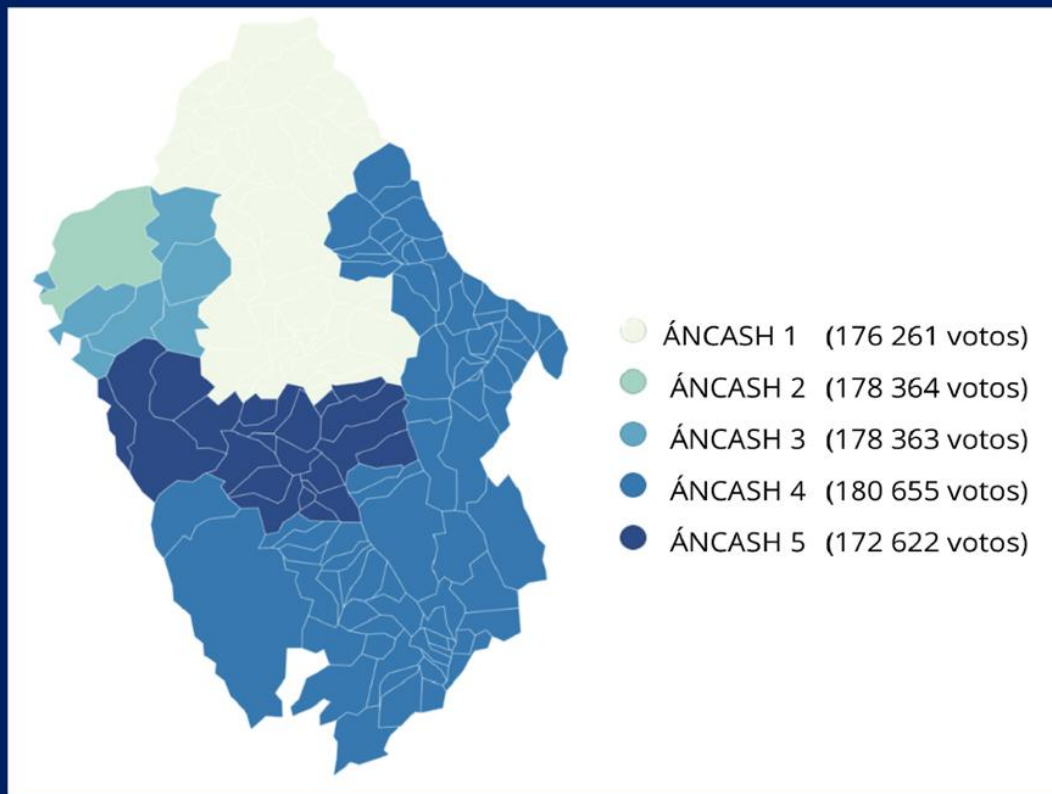 ÁNCASH 1 (176 261 votos)
ÁNCASH 2 (178 364 votos)
ÁNCASH 3 (178 363 votos)
ÁNCASH 4 (180 655 votos)
ÁNCASH 5 (172 622 votos)